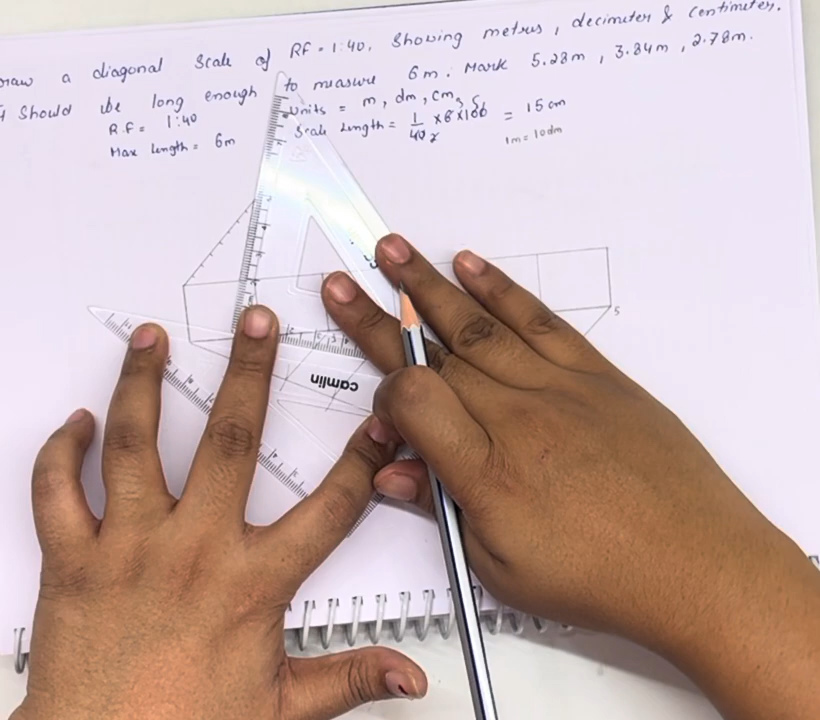 raw a diagonal scale of RF = 1:40. Showing metres, decimeter & centimeter.
t should be long enough to measure 6m. Mark 5.28m, 3.84m, 2.78m.
R.F = 1:40
Units = m, dm, cm
Max length = 6m
Scale length = 1/40 x 6 x 100 = 15 cm
1m = 10dm
5
camlin